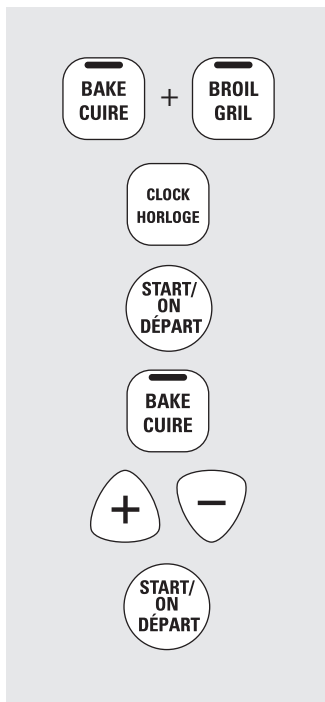 BAKE
CUIRE
+
BROIL
GRIL
CLOCK
HORLOGE
START/
ON
DÉPART
BAKE
CUIRE
+ −
START/
ON
DÉPART